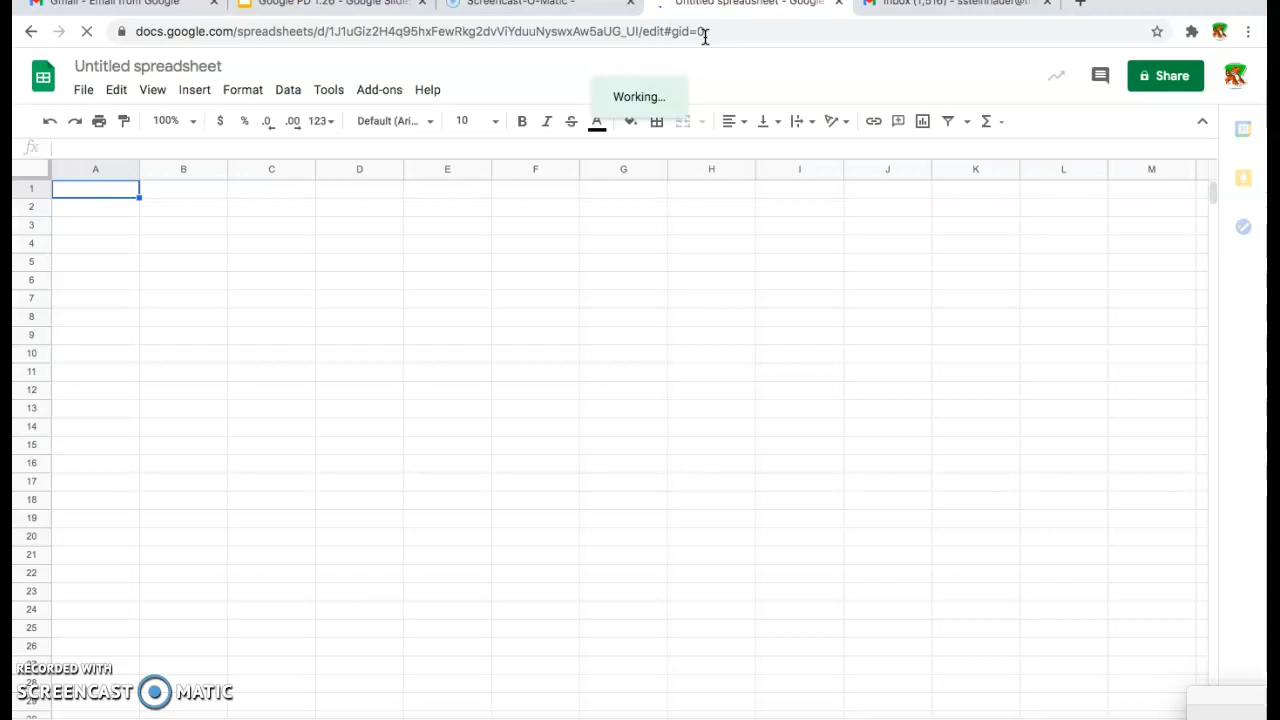 Gmail - Email from Google
Google PD 1.26 - Google Slides
Screencast-O-Matic -
Untitled spreadsheet - Google
Inbox (1,516) - ssteinhader@
docs.google.com/spreadsheets/d/1J1uGiz2H4q95hxFewRkg2dvViYduuNyswxAw5aUG_UI/edit#gid=0
Untitled spreadsheet
File Edit View Insert Format Data Tools Add-ons Help
Working...
Share
100% $ % .0 .00 123 Default (Ari... 10 B I S A Σ
fx
A B C D E F G H I J K L M
1
2
3
4
5
6
7
8
9
10
11
12
13
14
15
16
17
18
19
20
21
22
23
24
25
26
27
28
29
RECORDED WITH
SCREENCAST MATIC